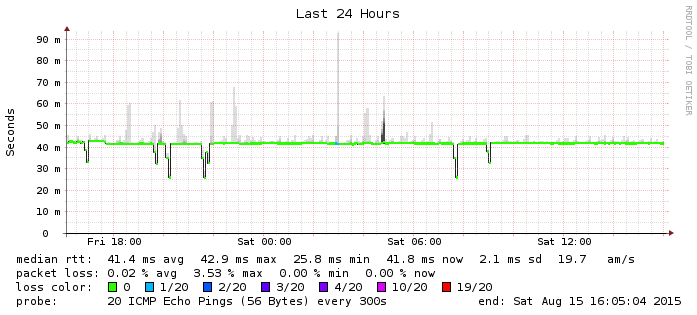 Last 24 Hours
RRDTOOL / TOBI OETIKER
Seconds
90 m
80 m
70 m
60 m
50 m
40 m
30 m
20 m
10 m
0
Fri 18:00 Sat 00:00 Sat 06:00 Sat 12:00
median rtt: 41.4 ms avg 42.9 ms max 25.8 ms min 41.8 ms now 2.1 ms sd 19.7 am/s
packet loss: 0.02 % avg 3.53 % max 0.00 % min 0.00 % now
loss color: 0 1/20 2/20 3/20 4/20 10/20 19/20
probe: 20 ICMP Echo Pings (56 Bytes) every 300s end: Sat Aug 15 16:05:04 2015